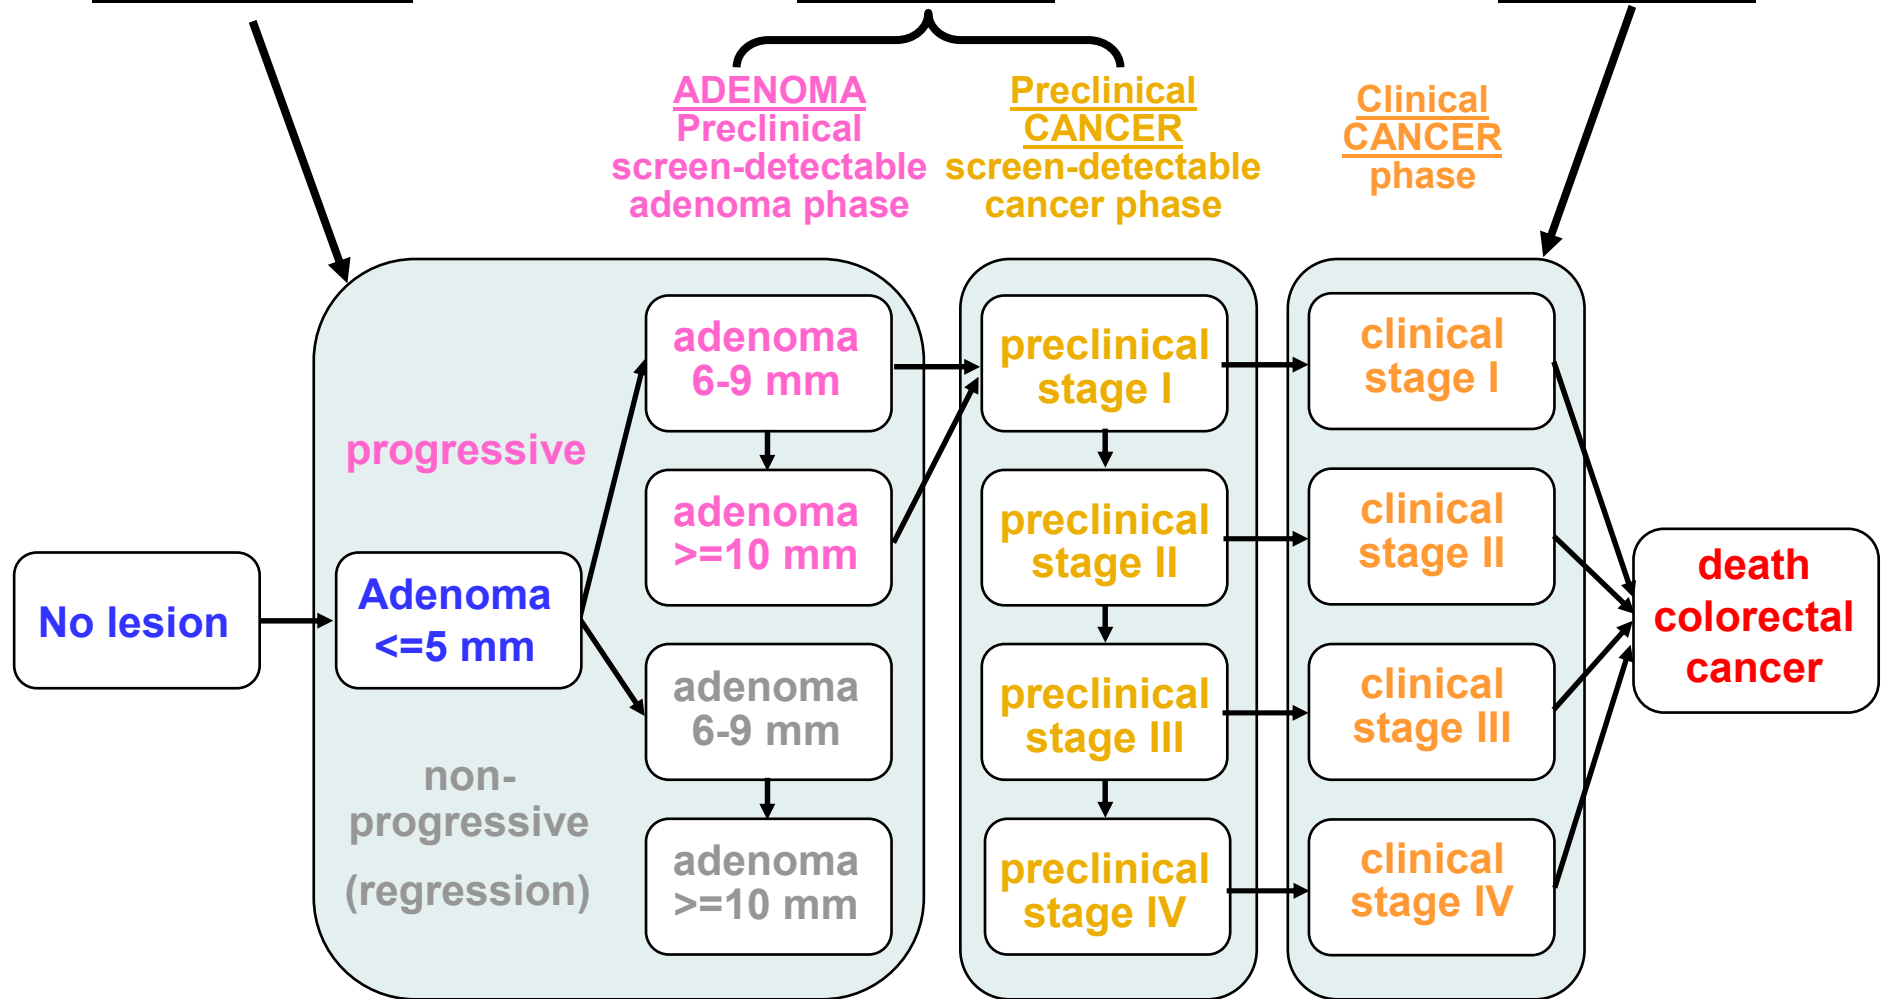 ADENOMA
Preclinical
screen-detectable
adenoma phase
Preclinical
CANCER
screen-detectable
cancer phase
Clinical
CANCER
phase
No lesion
Adenoma
<=5 mm
progressive
non-
progressive
(regression)
adenoma
6-9 mm
adenoma
>=10 mm
adenoma
6-9 mm
adenoma
>=10 mm
preclinical
stage I
preclinical
stage II
preclinical
stage III
preclinical
stage IV
clinical
stage I
clinical
stage II
clinical
stage III
clinical
stage IV
death
colorectal
cancer